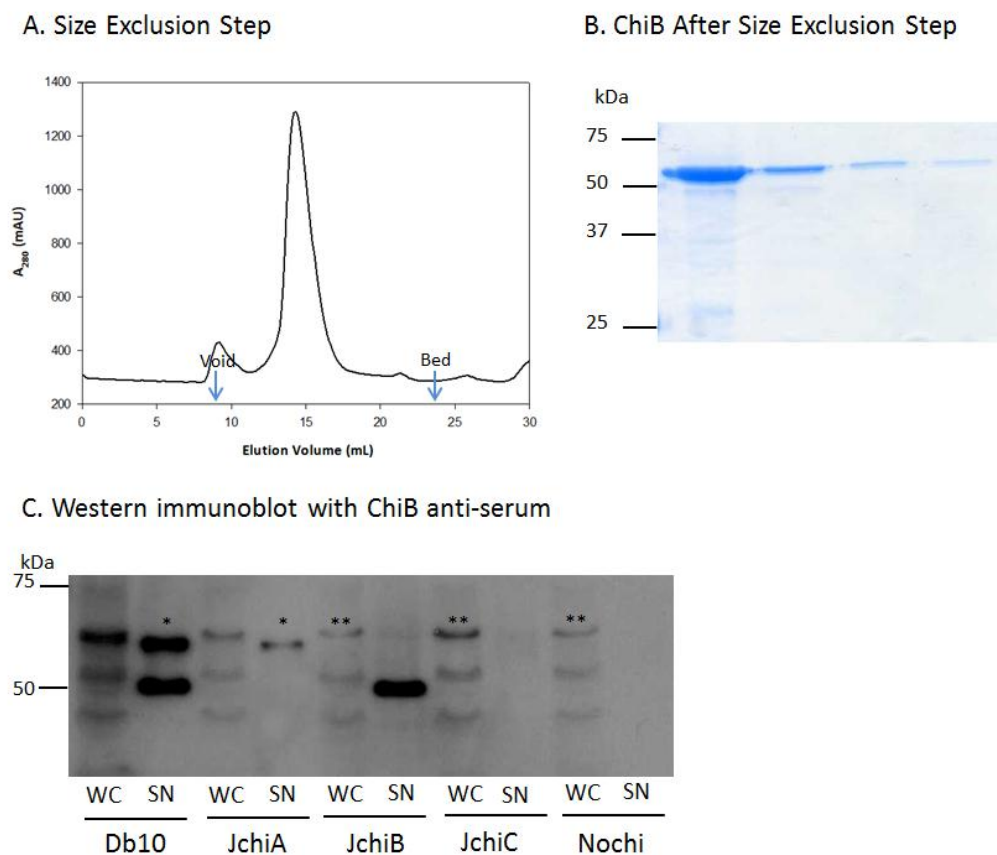 A. Size Exclusion Step
B. ChiB After Size Exclusion Step
1400
1200
1000
800
600
400
200
A280 (mAU)
Void
Bed
0
5
10
15
20
25
30
Elution Volume (mL)
kDa
75
50
37
25
C. Western immunoblot with ChiB anti-serum
kDa
75
50
* * ** ** **
WC SN WC SN WC SN WC SN WC SN
Db10 JchiA JchiB JchiC Nochi